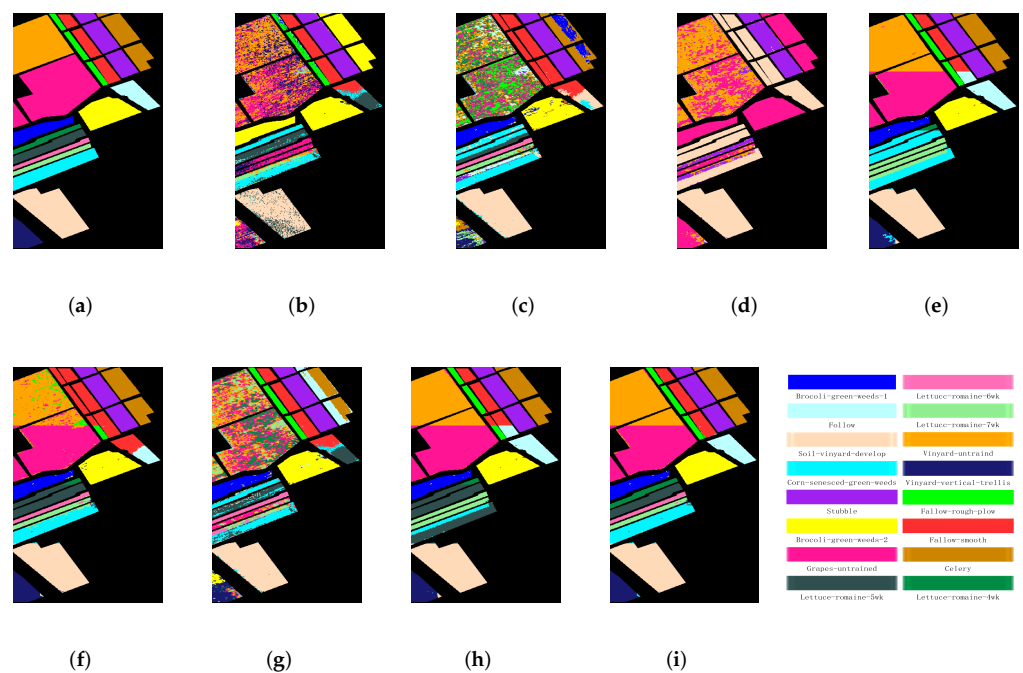 (a) (b) (c) (d) (e)
Brocoli-green-weeds-1 Lettucc-romaine-6wk
Follow Lettucc-romaine-7wk
Soil-vinyard-develop Vinyard-untraind
Corn-senesced-green-weeds Vinyard-vertical-trellis
Stubble Fallow-rough-plow
Brocoli-green-weeds-2 Fallow-smooth
Grapes-untrained Celery
Lettuce-romaine-5wk Lettuce-romaine-4wk
(f) (g) (h) (i)